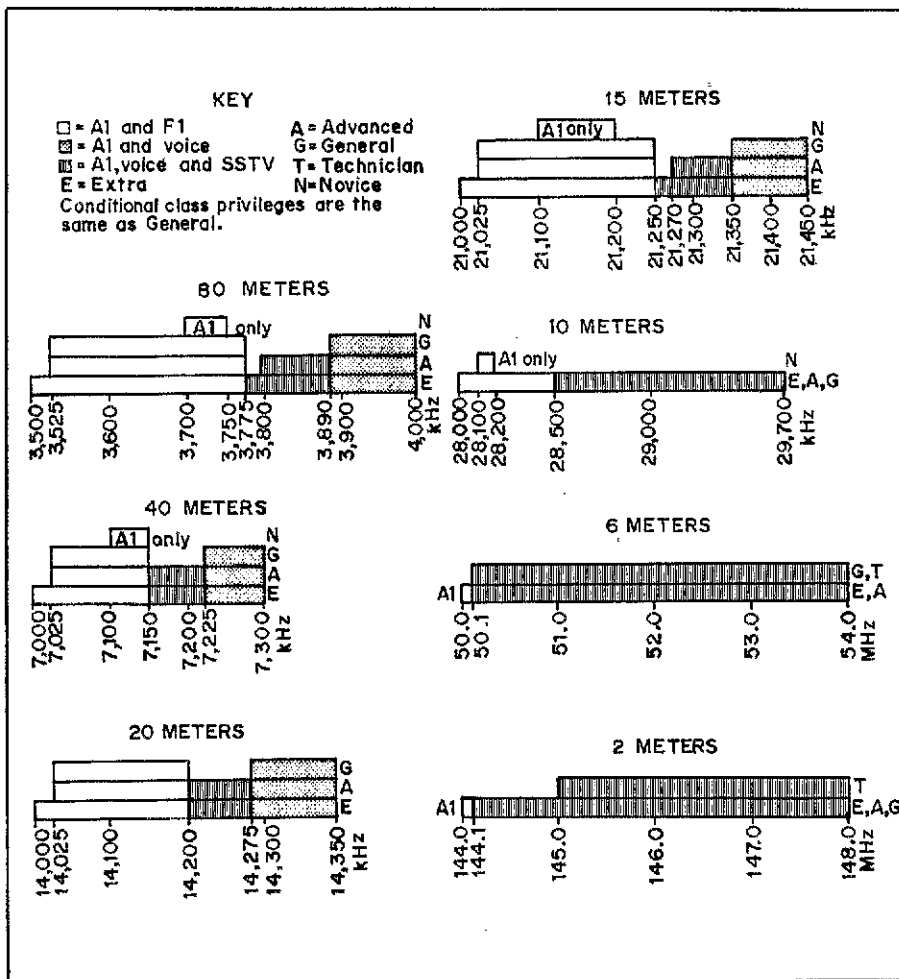 KEY
□ = A1 and F1
▒ = A1 and voice
▥ = A1, voice and SSTV
E = Extra
A = Advanced
G = General
T = Technician
N = Novice
Conditional class privileges are the
same as General.
15 METERS
A1 only
N
G
A
E
21,000
21,025
21,100
21,200
21,250
21,270
21,300
21,350
21,400
21,450
kHz
80 METERS
A1 only
N
G
A
E
3,500
3,525
3,600
3,700
3,750
3,775
3,800
3,890
3,900
4,000
kHz
10 METERS
A1 only
N
E,A,G
28,000
28,100
28,200
28,500
29,000
29,700
kHz
40 METERS
A1 only
N
G
A
E
7,000
7,025
7,100
7,150
7,200
7,225
7,300
kHz
6 METERS
G,T
A1 E,A
50.0
50.1
51.0
52.0
53.0
54.0
MHz
20 METERS
G
A
E
14,000
14,025
14,100
14,200
14,275
14,300
14,350
kHz
2 METERS
T
A1 E,A,G
144.0
144.1
145.0
146.0
147.0
148.0
MHz